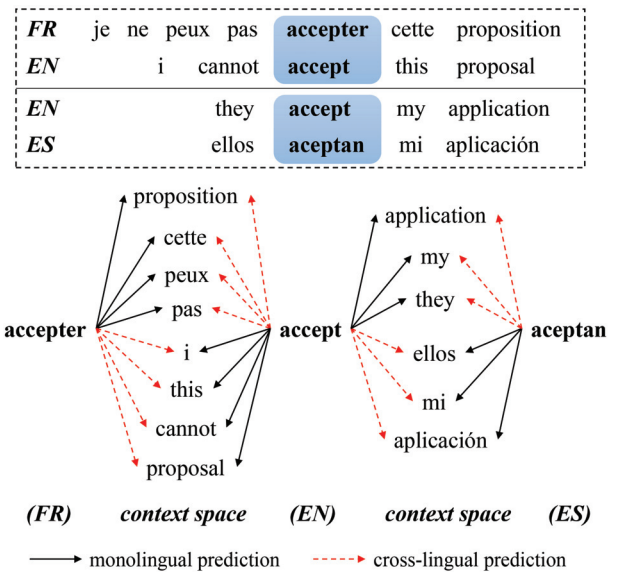 FR je ne peux pas accepter cette proposition
EN i cannot accept this proposal
EN they accept my application
ES ellos aceptan mi aplicación
proposition
cette
peux
pas
accepter
i
this
cannot
proposal
accept
application
my
they
ellos
mi
aplicación
aceptan
(FR) context space (EN) context space (ES)
monolingual prediction cross-lingual prediction